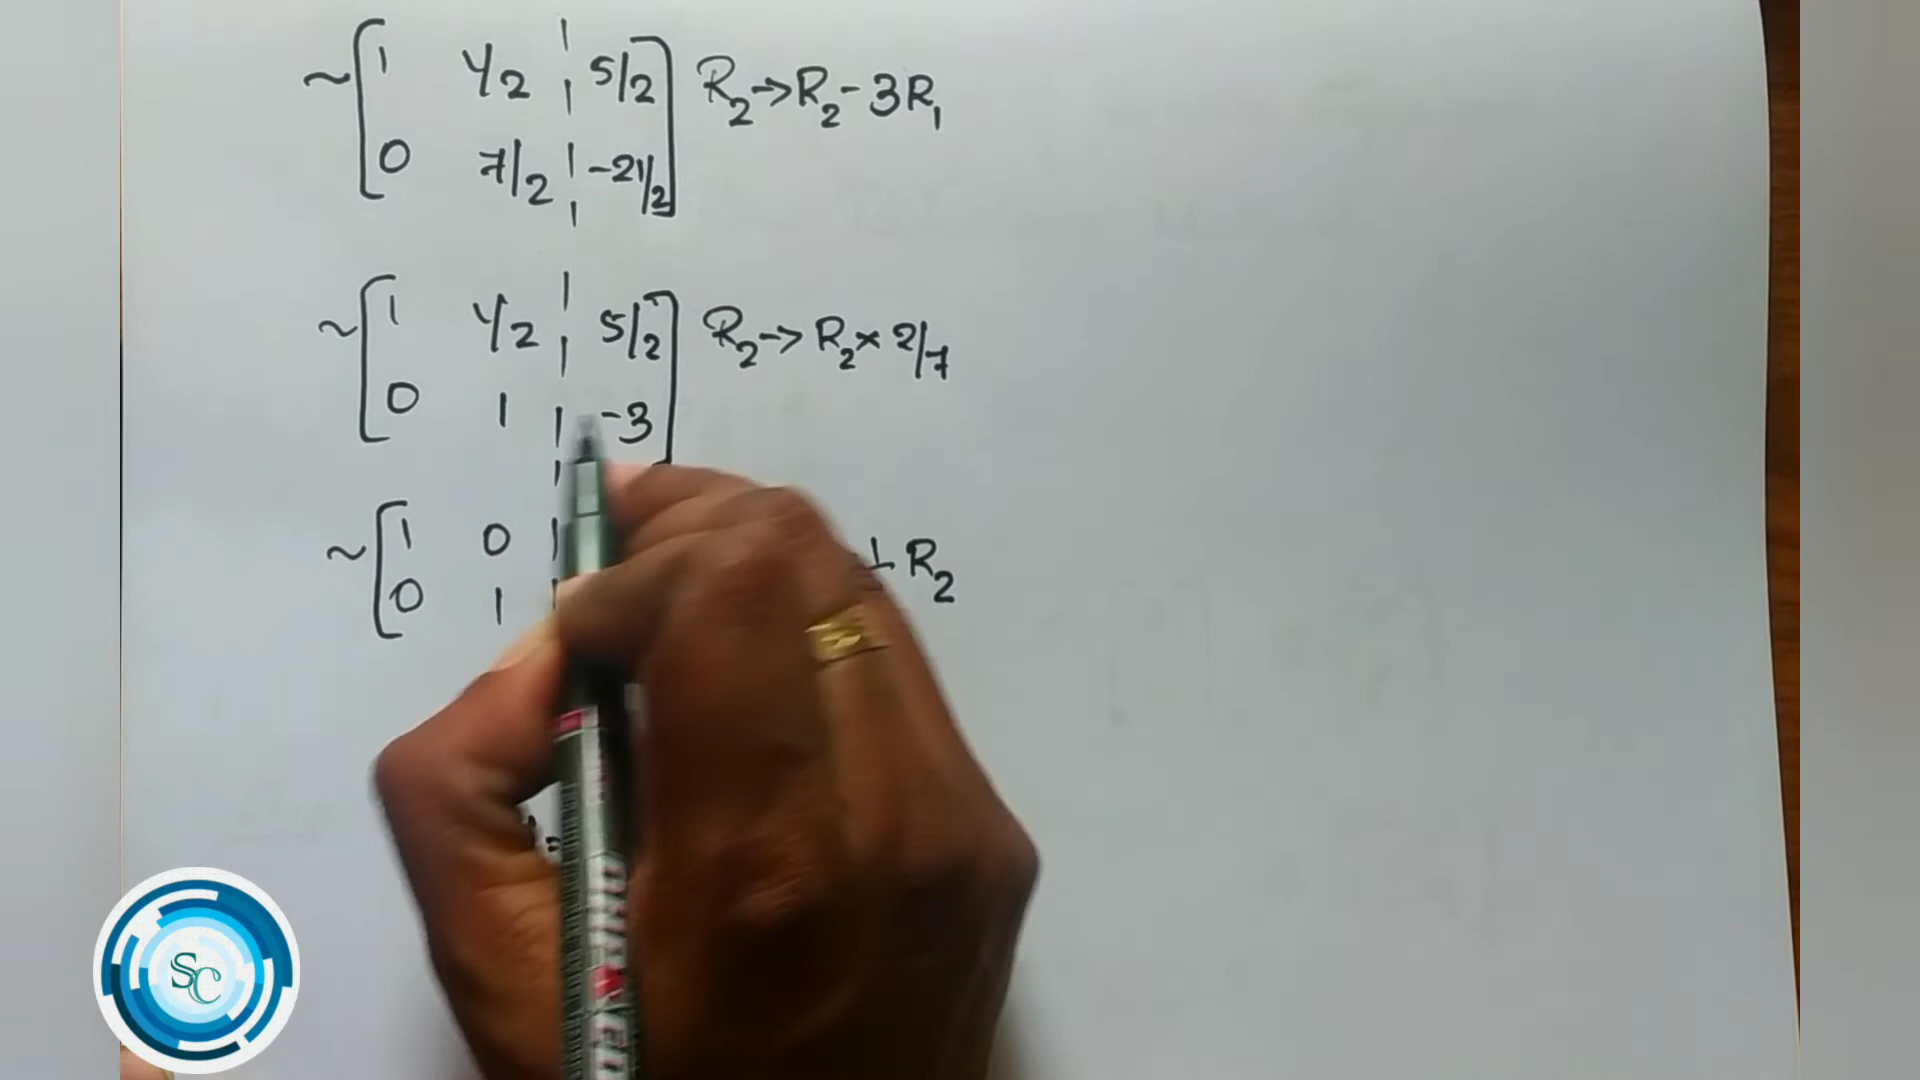 ~ [ 1 1/2 | 5/2 ] R₂→R₂-3R₁
0 7/2 | -21/2
~ [ 1 1/2 | 5/2 ] R₂→R₂×2/7
0 1 | -3
~ [ 1 0 | R₂
0 1 |
SC